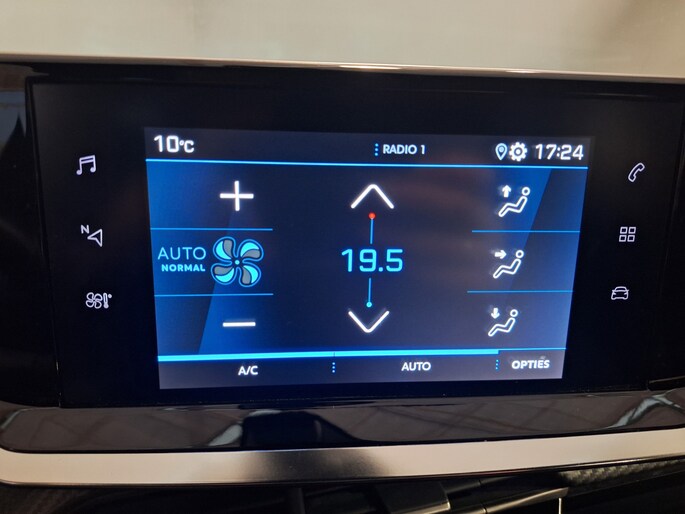 10°C
RADIO 1
17:24
N
AUTO
NORMAL
19.5
A/C
AUTO
OPTIES